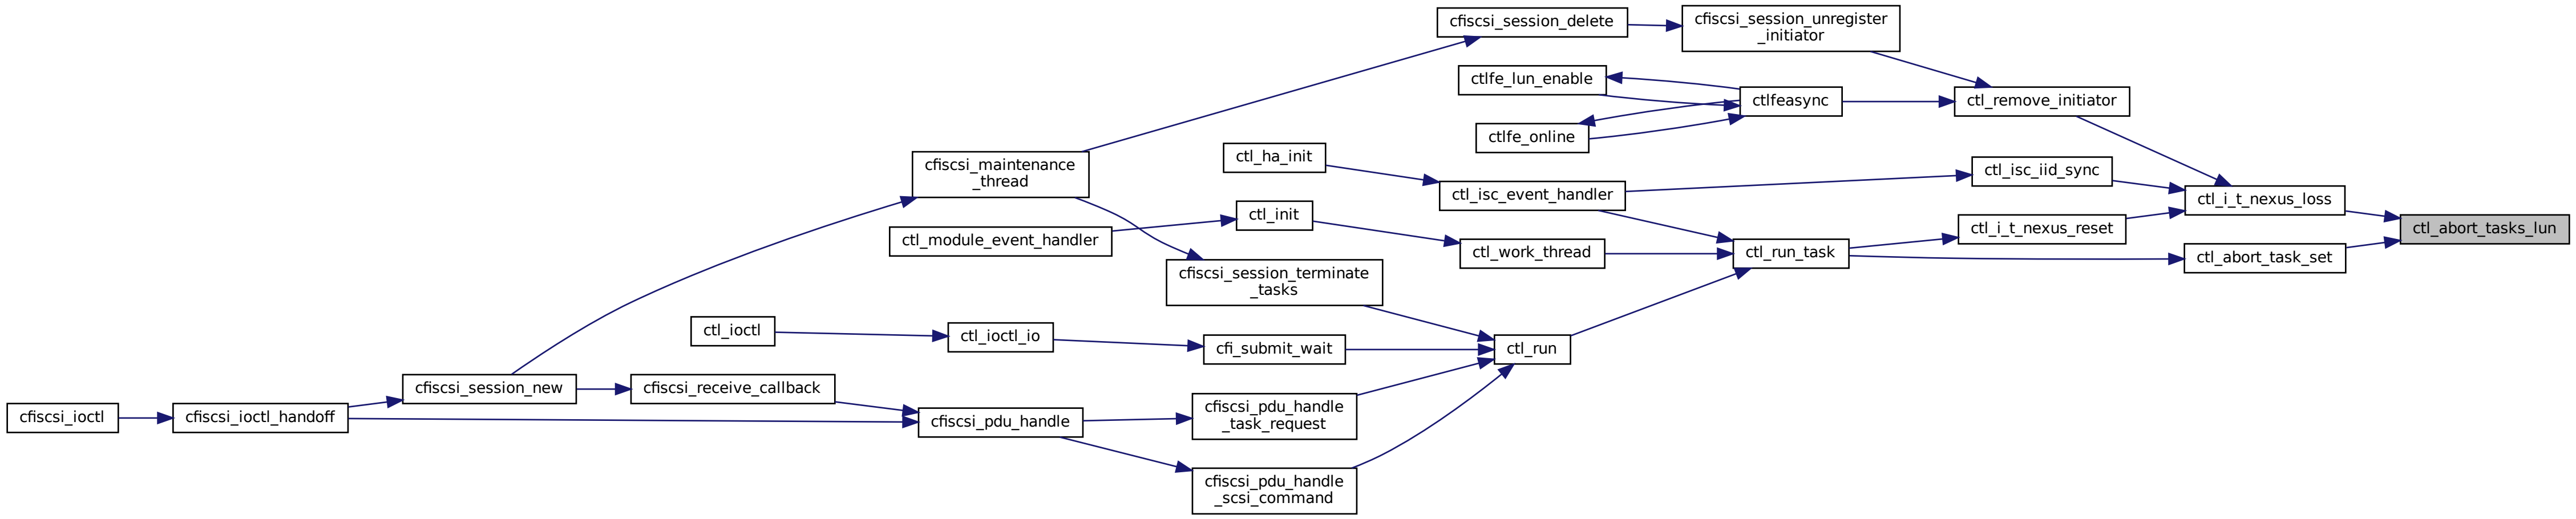 cfiscsi_session_delete
cfiscsi_session_unregister
_initiator
ctlfe_lun_enable
ctlfeasync
ctl_remove_initiator
ctlfe_online
ctl_ha_init
cfiscsi_maintenance
_thread
ctl_isc_iid_sync
ctl_isc_event_handler
ctl_i_t_nexus_loss
ctl_init
ctl_i_t_nexus_reset
ctl_abort_tasks_lun
ctl_module_event_handler
ctl_work_thread
ctl_run_task
ctl_abort_task_set
cfiscsi_session_terminate
_tasks
ctl_ioctl
ctl_ioctl_io
cfi_submit_wait
ctl_run
cfiscsi_session_new
cfiscsi_receive_callback
cfiscsi_ioctl
cfiscsi_ioctl_handoff
cfiscsi_pdu_handle
cfiscsi_pdu_handle
_task_request
cfiscsi_pdu_handle
_scsi_command